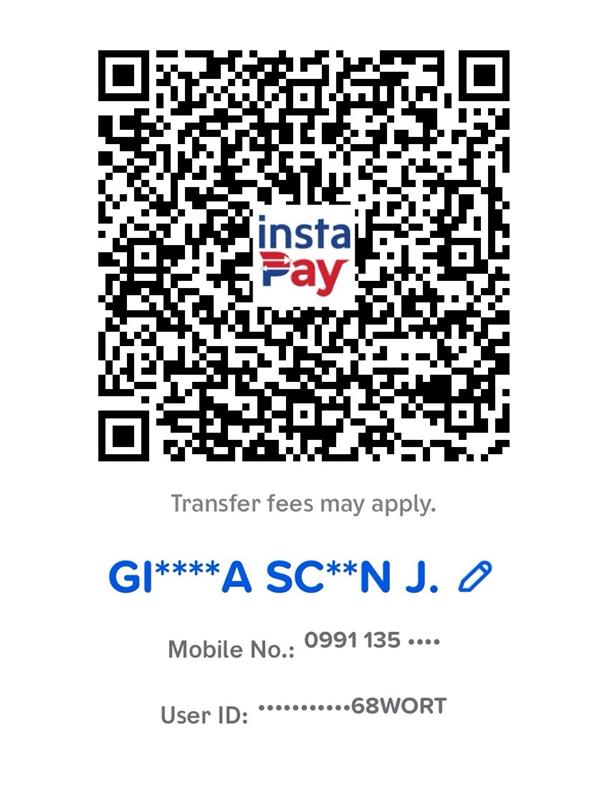 insta
Pay
Transfer fees may apply.
GI****A SC**N J.
Mobile No.: 0991 135 ••••
User ID: •••••••••••68WORT